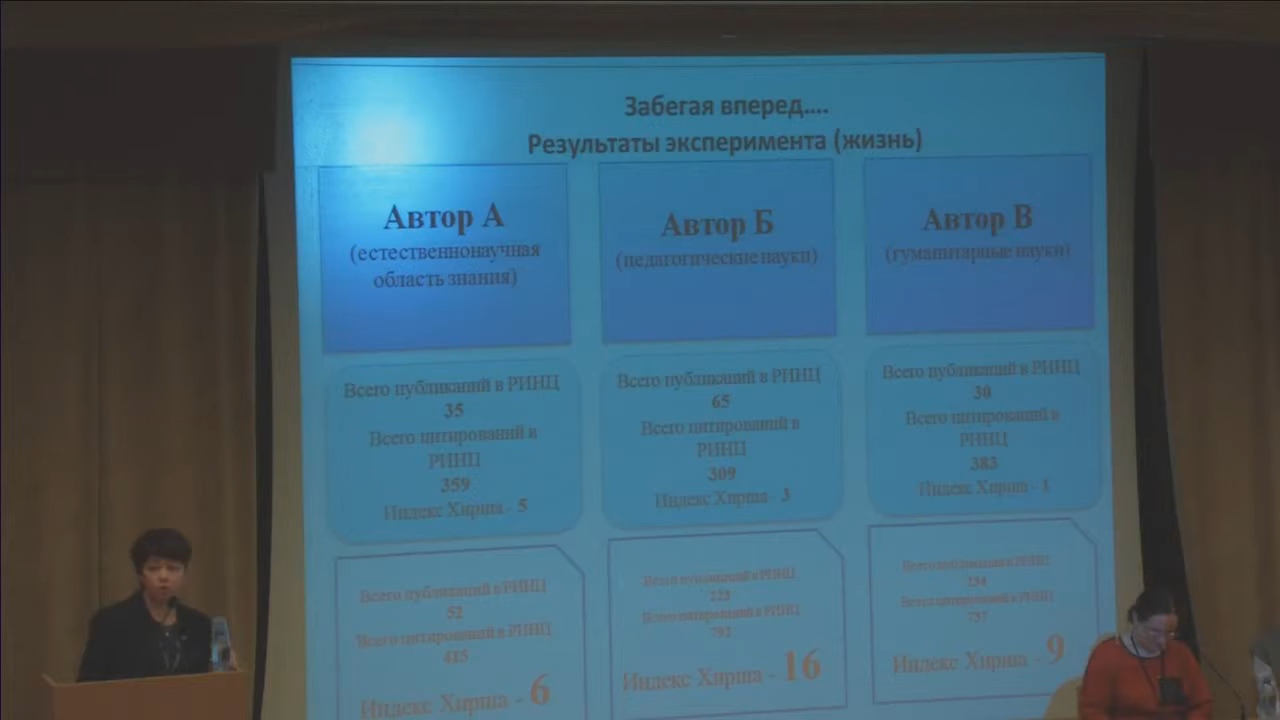 Забегая вперед....
Результаты эксперимента (жизнь)
Автор А
(естественнонаучная
область знания)
Всего публикаций в РИНЦ
35
Всего цитирований в
РИНЦ
359
Индекс Хирша - 5
Всего публикаций в РИНЦ
52
Всего цитирований в РИНЦ
415
Индекс Хирша - 6
Автор Б
(педагогические науки)
Всего публикаций в РИНЦ
65
Всего цитирований в
РИНЦ
309
Индекс Хирша - 3
Всего публикаций в РИНЦ
Всего цитирований в РИНЦ
Индекс Хирша - 16
Автор В
(гуманитарные науки)
Всего публикаций в РИНЦ
30
Всего цитирований в
РИНЦ
383
Индекс Хирша - 1
Всего публикаций в РИНЦ
Всего цитирований в РИНЦ
Индекс Хирша - 9